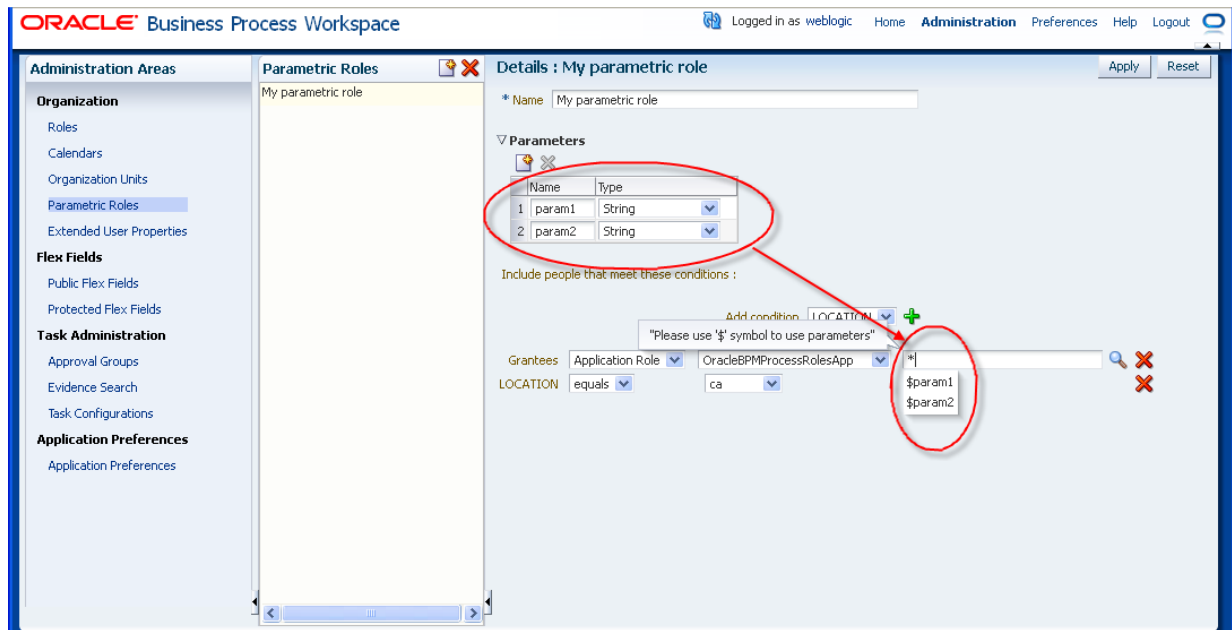 ORACLE Business Process Workspace
Logged in as weblogic Home Administration Preferences Help Logout
Administration Areas
Organization
Roles
Calendars
Organization Units
Parametric Roles
Extended User Properties
Flex Fields
Public Flex Fields
Protected Flex Fields
Task Administration
Approval Groups
Evidence Search
Task Configurations
Application Preferences
Application Preferences
Parametric Roles
My parametric role
Details : My parametric role
Apply Reset
* Name My parametric role
Parameters
Name Type
1 param1 String
2 param2 String
Include people that meet these conditions :
Add condition LOCATION
"Please use '$' symbol to use parameters"
Grantees Application Role OracleBPMProcessRolesApp *
$param1
$param2
LOCATION equals ca